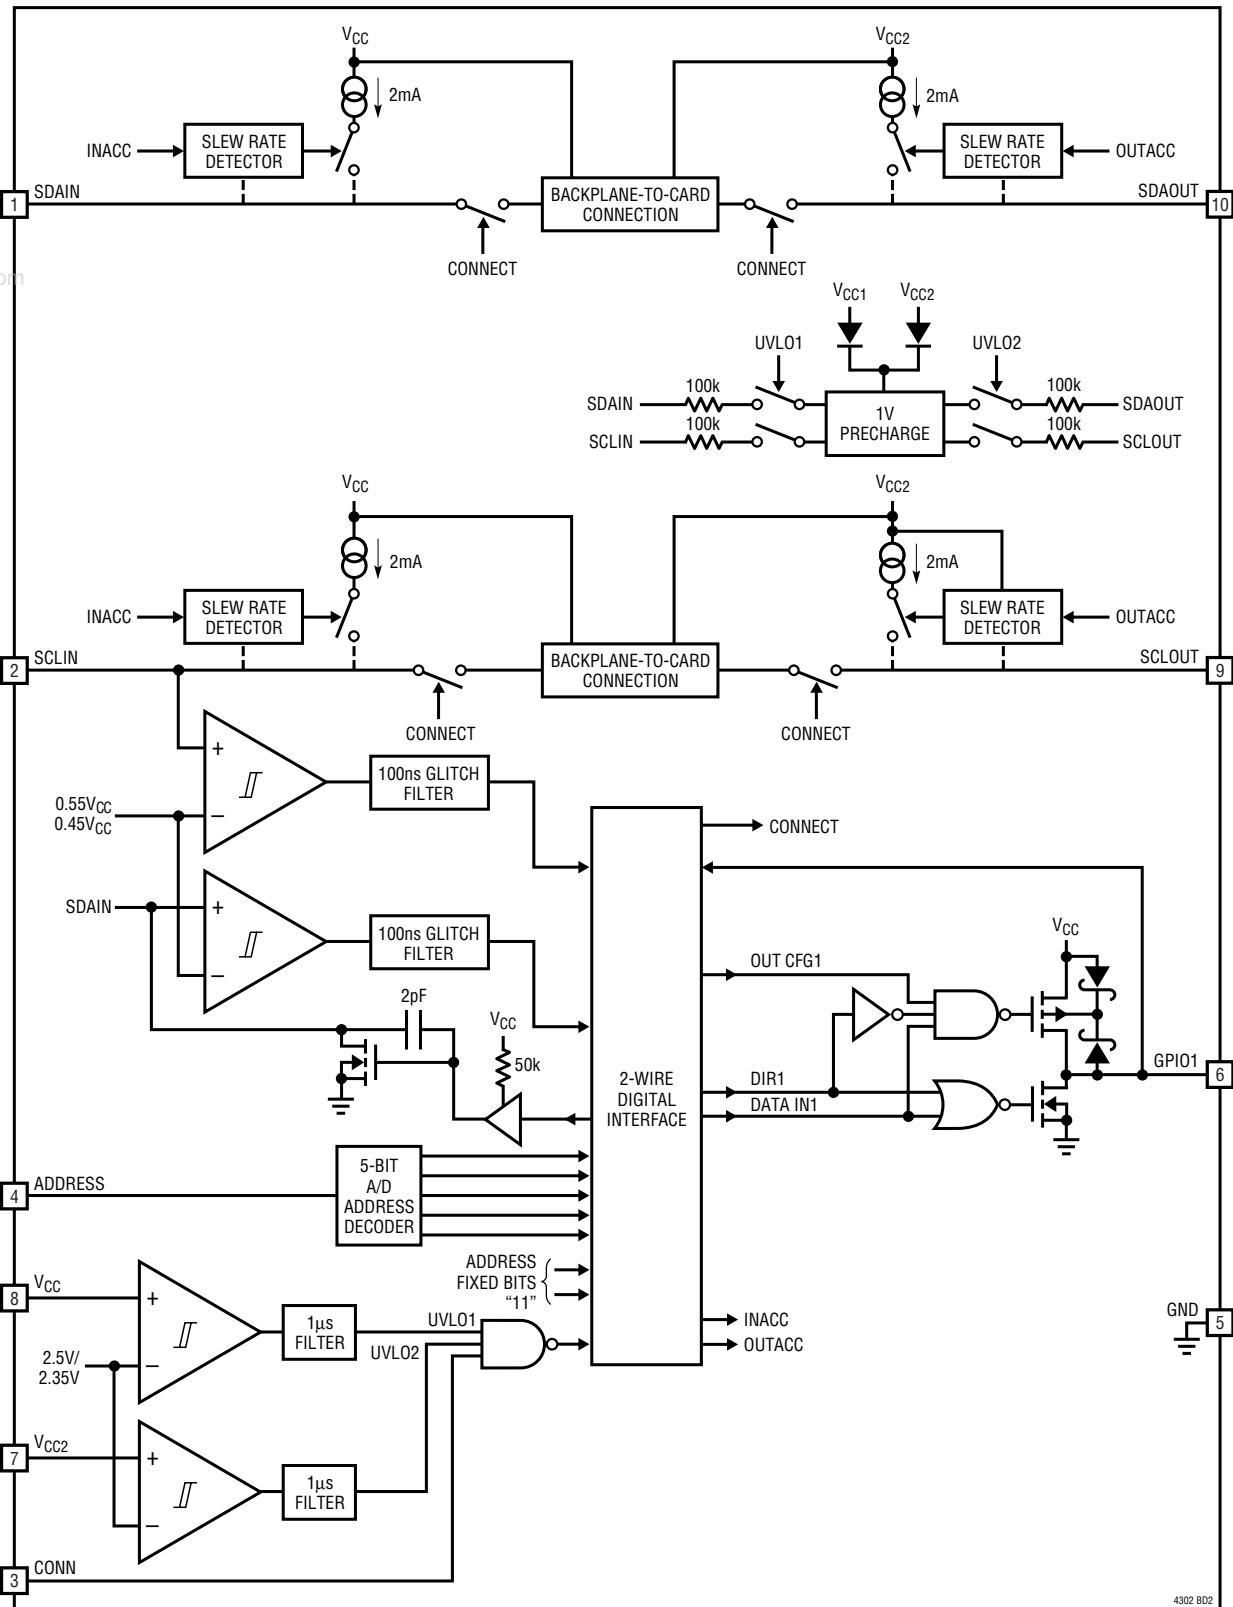 VCC
VCC2
2mA
2mA
INACC
SLEW RATE
DETECTOR
SLEW RATE
DETECTOR
OUTACC
1
SDAIN
BACKPLANE-TO-CARD
CONNECTION
SDAOUT
10
CONNECT
CONNECT
om
VCC1
VCC2
UVLO1
UVLO2
SDAIN
100k
100k
SDAOUT
1V
PRECHARGE
SCLIN
100k
100k
SCLOUT
VCC
VCC2
2mA
2mA
INACC
SLEW RATE
DETECTOR
SLEW RATE
DETECTOR
OUTACC
2
SCLIN
BACKPLANE-TO-CARD
CONNECTION
SCLOUT
9
CONNECT
CONNECT
+
–
100ns GLITCH
FILTER
0.55VCC
0.45VCC
CONNECT
SDAIN
+
–
100ns GLITCH
FILTER
VCC
OUT CFG1
2pF
VCC
50k
2-WIRE
DIGITAL
INTERFACE
DIR1
DATA IN1
GPIO1
6
4
ADDRESS
5-BIT
A/D
ADDRESS
DECODER
ADDRESS
FIXED BITS
“11”
8
VCC
+
–
1µs
FILTER
UVLO1
UVLO2
INACC
OUTACC
GND
5
2.5V/
2.35V
7
VCC2
+
–
1µs
FILTER
3
CONN
4302 BD2